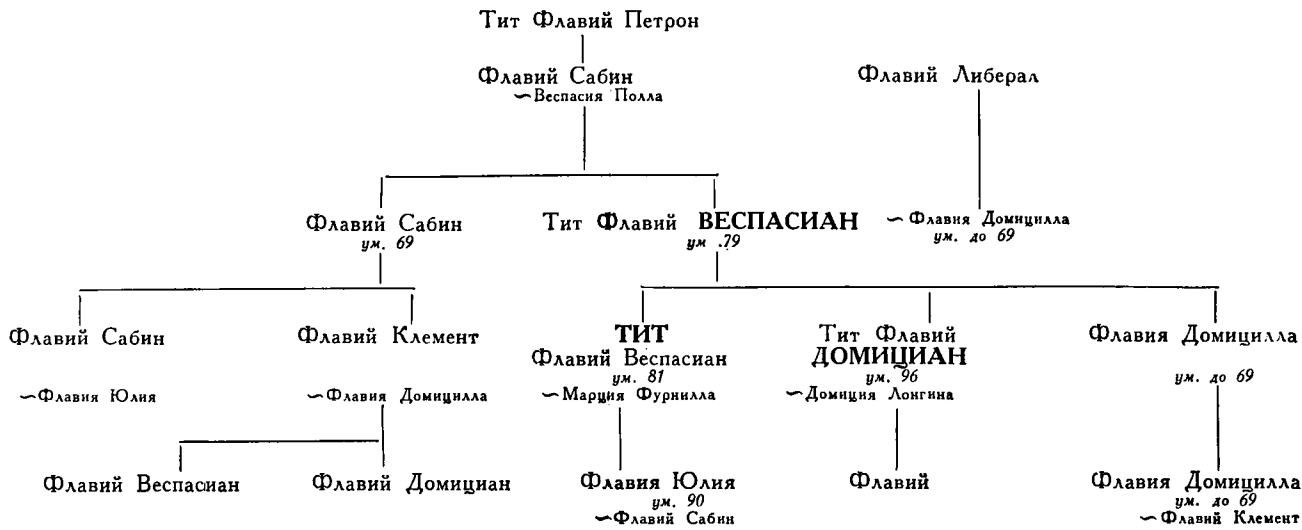 Тит Флавий Петрон
Флавий Сабин
~Веспасия Полла
Флавий Либерал
Флавий Сабин
ум. 69
Тит Флавий ВЕСПАСИАН
ум .79
~Флавия Домицилла
ум. до 69
Флавий Сабин
~Флавия Юлия
Флавий Клемент
~Флавия Домицилла
ТИТ
Флавий Веспасиан
ум. 81
~Марция Фурнилла
Тит Флавий
ДОМИЦИАН
ум. 96
~Домиция Лонгина
Флавия Домицилла
ум. до 69
Флавий Веспасиан
Флавий Домициан
Флавия Юлия
ум. 90
~Флавий Сабин
Флавий
Флавия Домицилла
ум. до 69
~Флавий Клемент